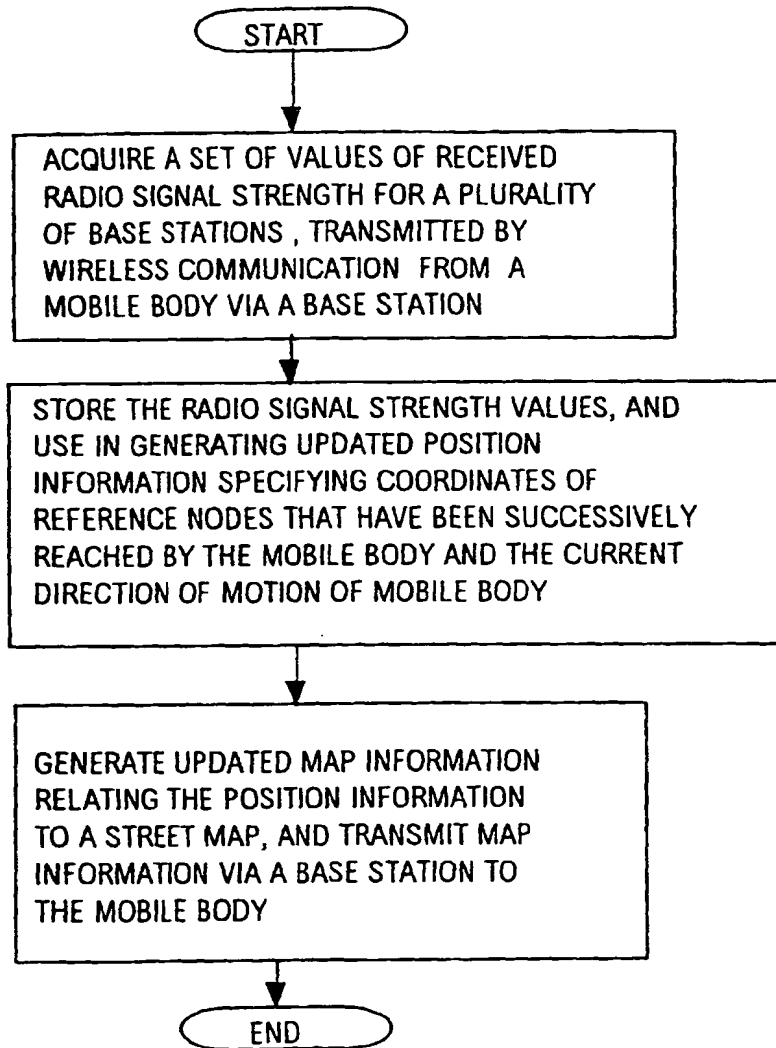 START
ACQUIRE A SET OF VALUES OF RECEIVED
RADIO SIGNAL STRENGTH FOR A PLURALITY
OF BASE STATIONS , TRANSMITTED BY
WIRELESS COMMUNICATION FROM A
MOBILE BODY VIA A BASE STATION
STORE THE RADIO SIGNAL STRENGTH VALUES, AND
USE IN GENERATING UPDATED POSITION
INFORMATION SPECIFYING COORDINATES OF
REFERENCE NODES THAT HAVE BEEN SUCCESSIVELY
REACHED BY THE MOBILE BODY AND THE CURRENT
DIRECTION OF MOTION OF MOBILE BODY
GENERATE UPDATED MAP INFORMATION
RELATING THE POSITION INFORMATION
TO A STREET MAP, AND TRANSMIT MAP
INFORMATION VIA A BASE STATION TO
THE MOBILE BODY
END